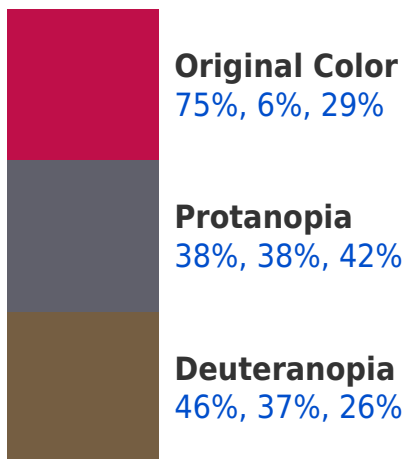 Original Color
75%, 6%, 29%
Protanopia
38%, 38%, 42%
Deuteranopia
46%, 37%, 26%